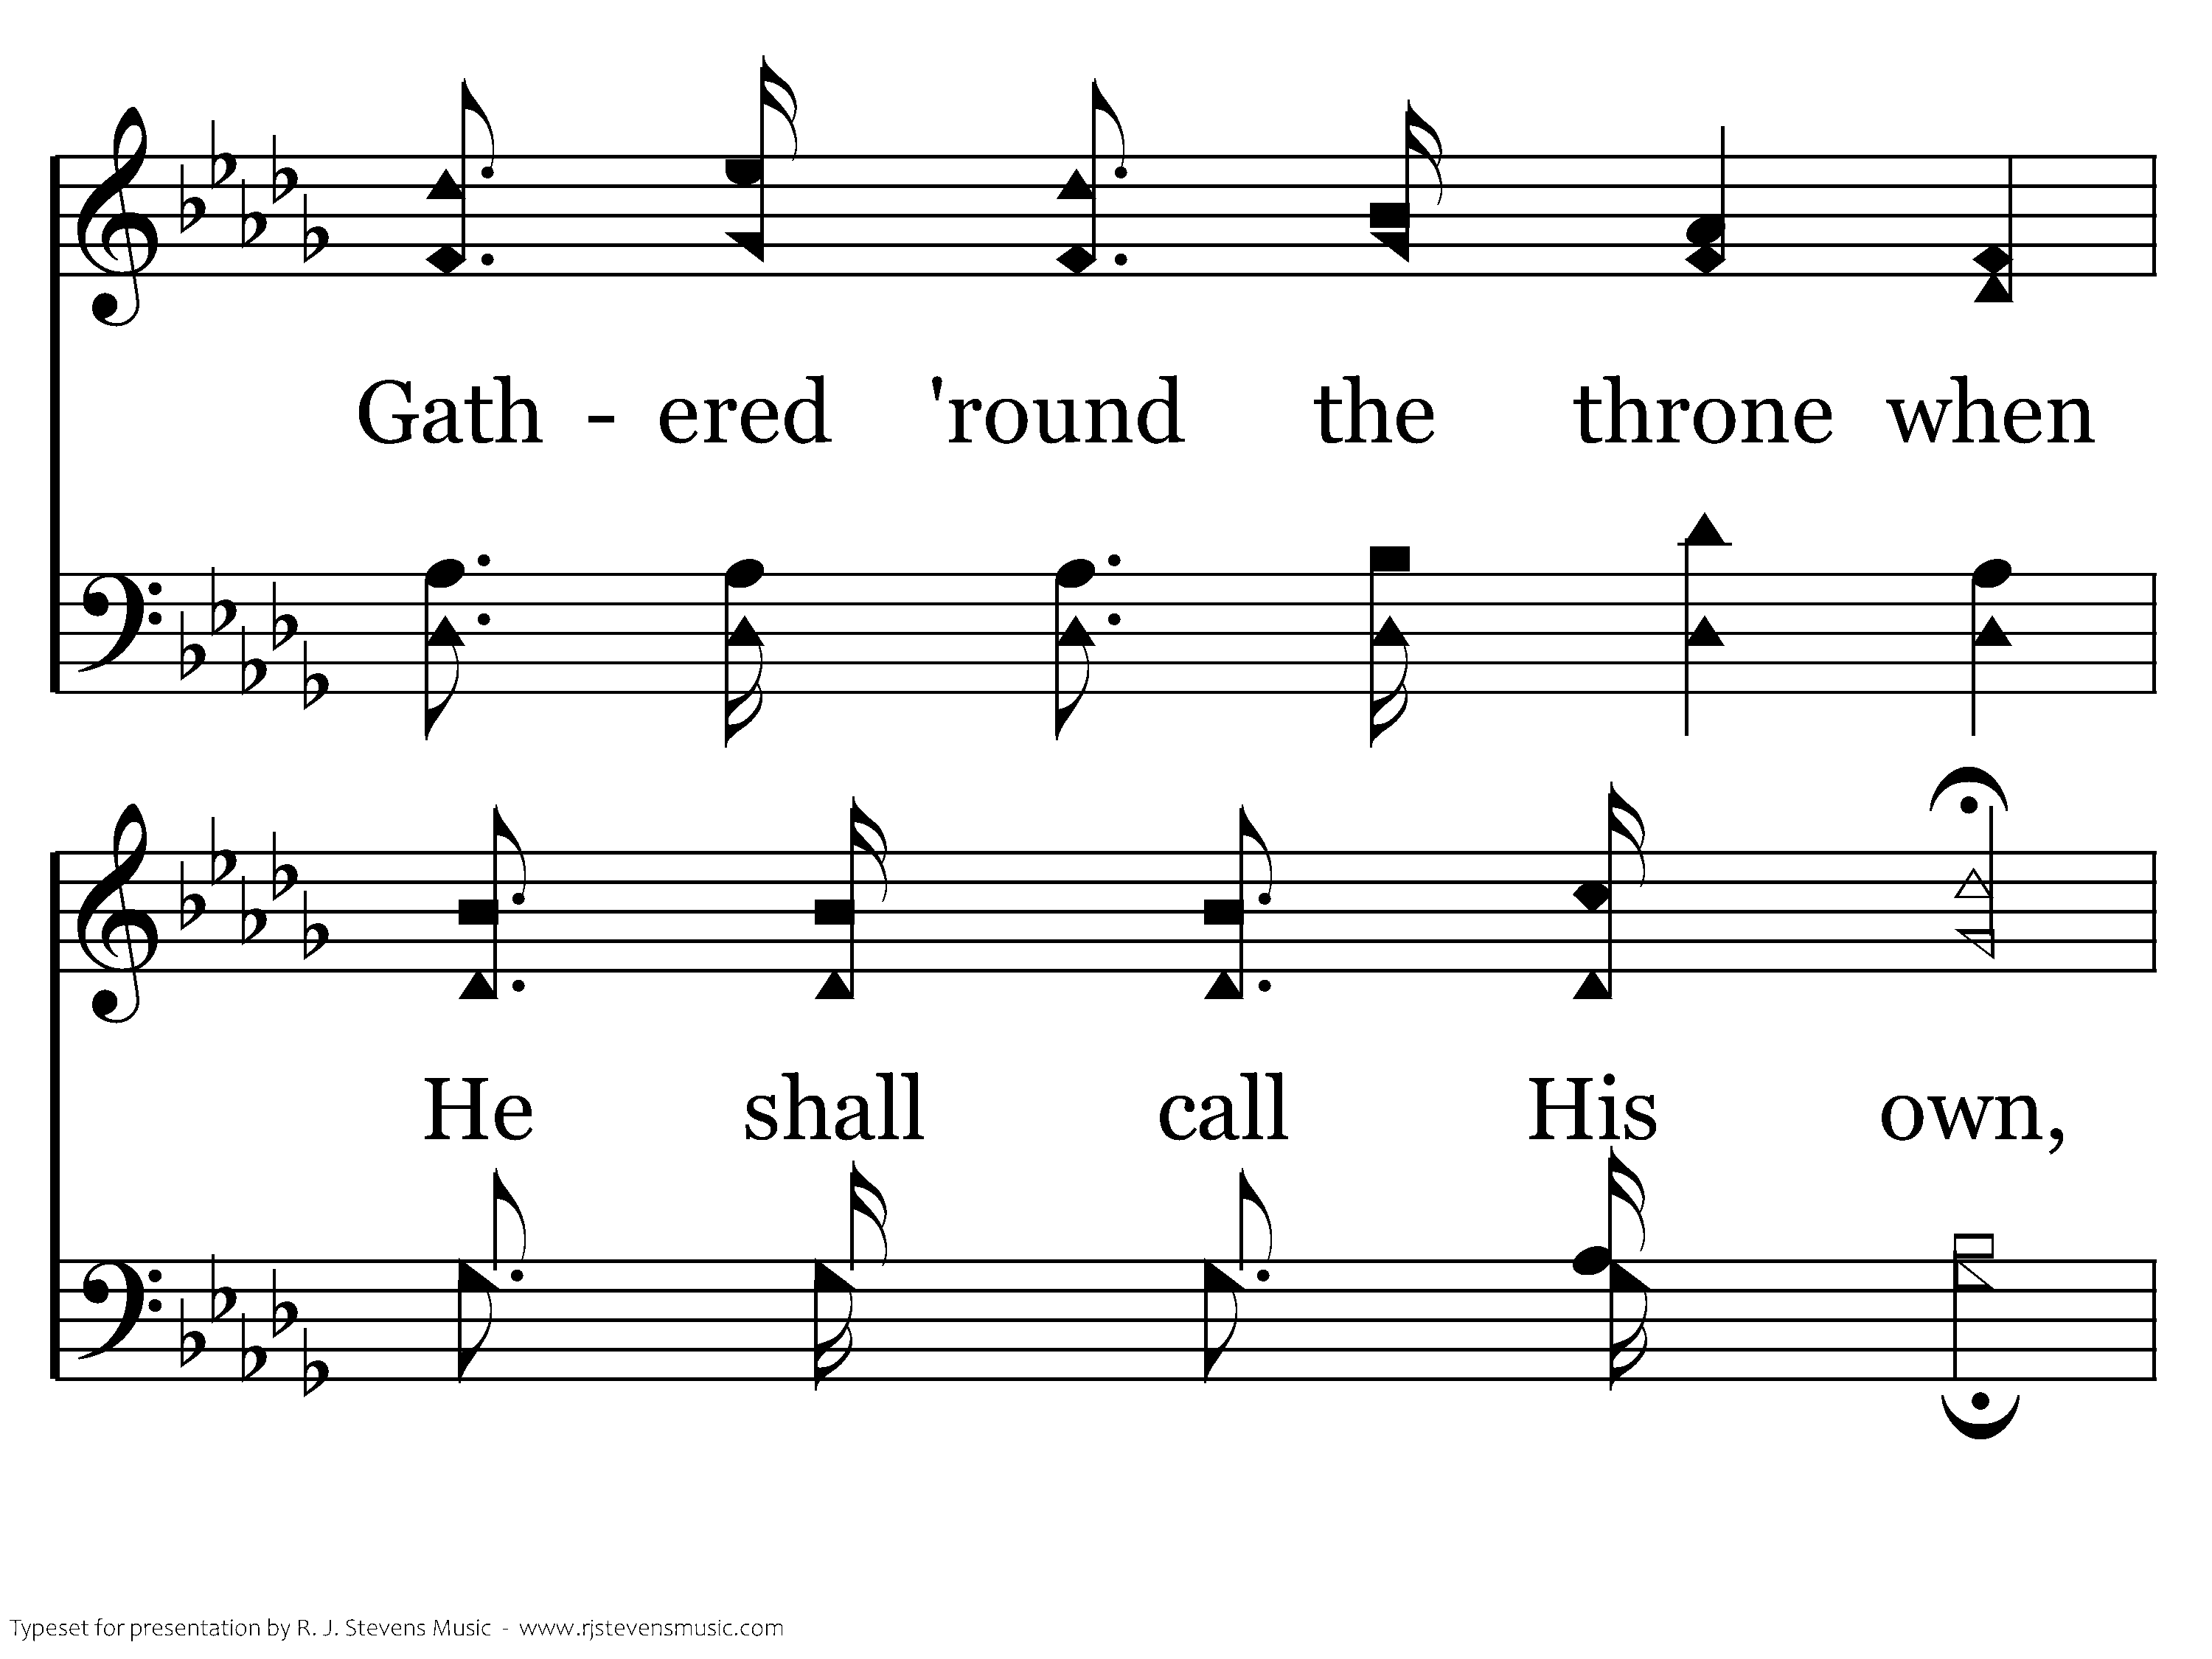 Gath - ered 'round the throne when
He shall call His own,
Typeset for presentation by R. J. Stevens Music - www.rjstevensmusic.com